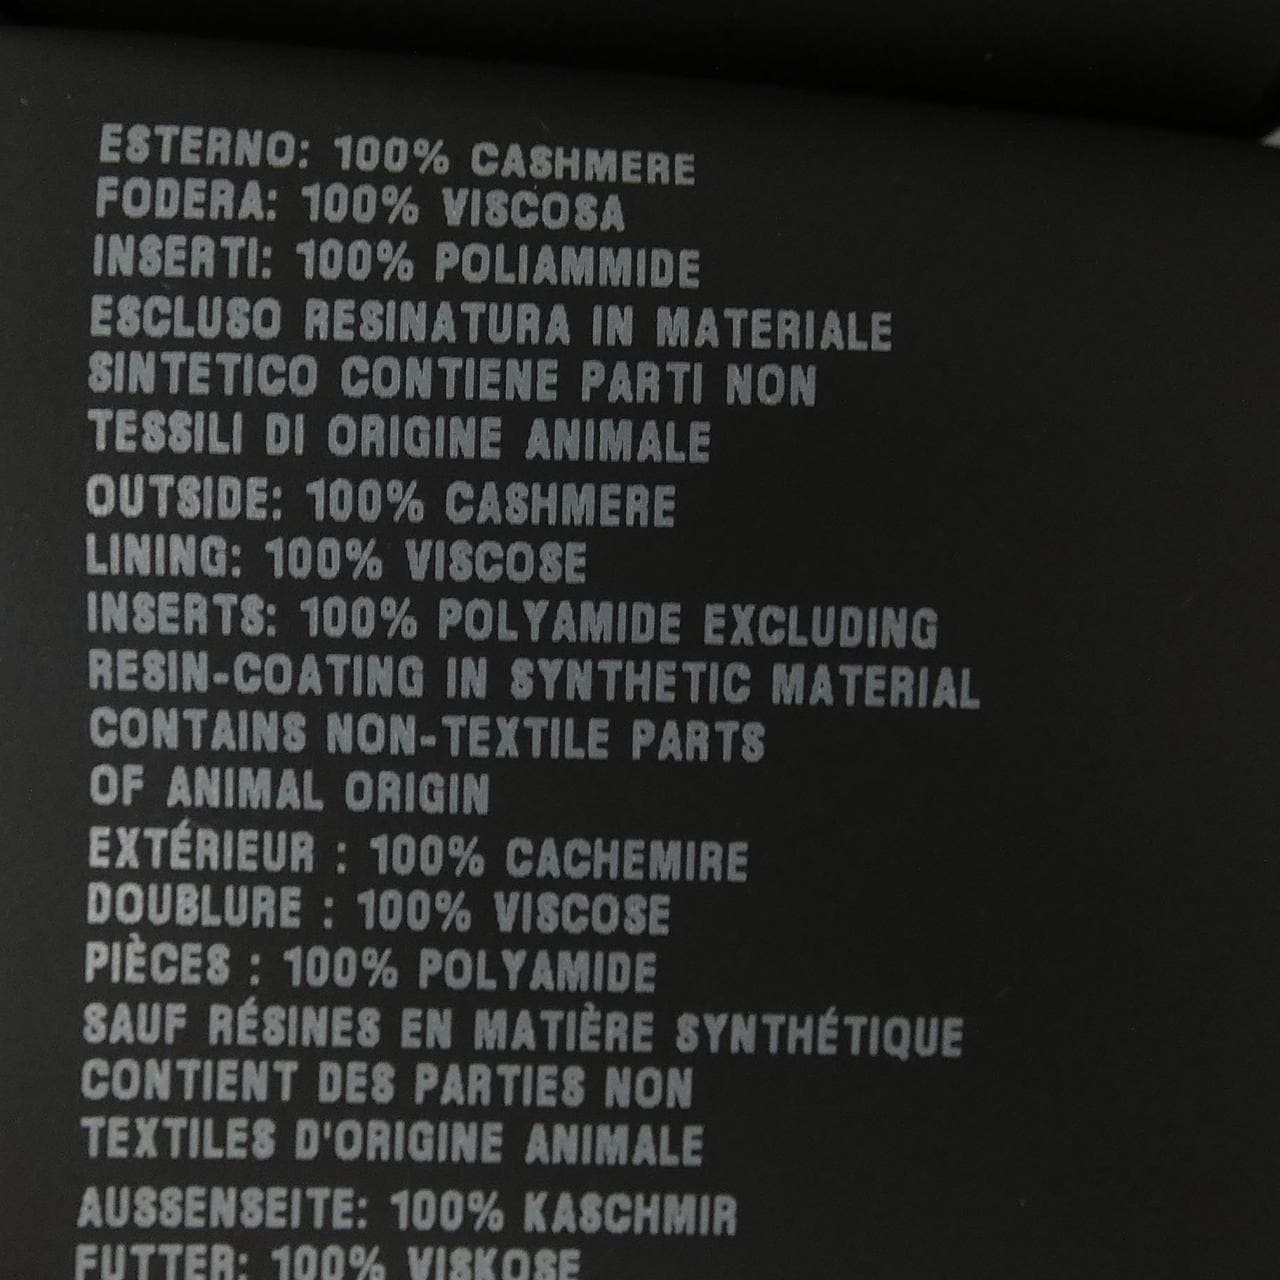 ESTERNO: 100% CASHMERE
FODERA: 100% VISCOSA
INSERTI: 100% POLIAMMIDE
ESCLUSO RESINATURA IN MATERIALE
SINTETICO CONTIENE PARTI NON
TESSILI DI ORIGINE ANIMALE
OUTSIDE: 100% CASHMERE
LINING: 100% VISCOSE
INSERTS: 100% POLYAMIDE EXCLUDING
RESIN-COATING IN SYNTHETIC MATERIAL
CONTAINS NON-TEXTILE PARTS
OF ANIMAL ORIGIN
EXTÉRIEUR : 100% CACHEMIRE
DOUBLURE : 100% VISCOSE
PIÈCES : 100% POLYAMIDE
SAUF RÉSINES EN MATIÈRE SYNTHÉTIQUE
CONTIENT DES PARTIES NON
TEXTILES D'ORIGINE ANIMALE
AUSSENSEITE: 100% KASCHMIR
FUTTER: 100% VISKOSE